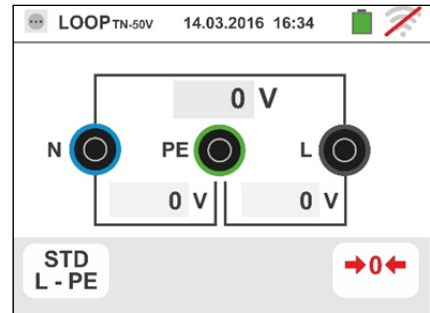 LOOP TN-50V 14.03.2016 16:34
0 V
N PE L
0 V 0 V
STD
L - PE
→0←